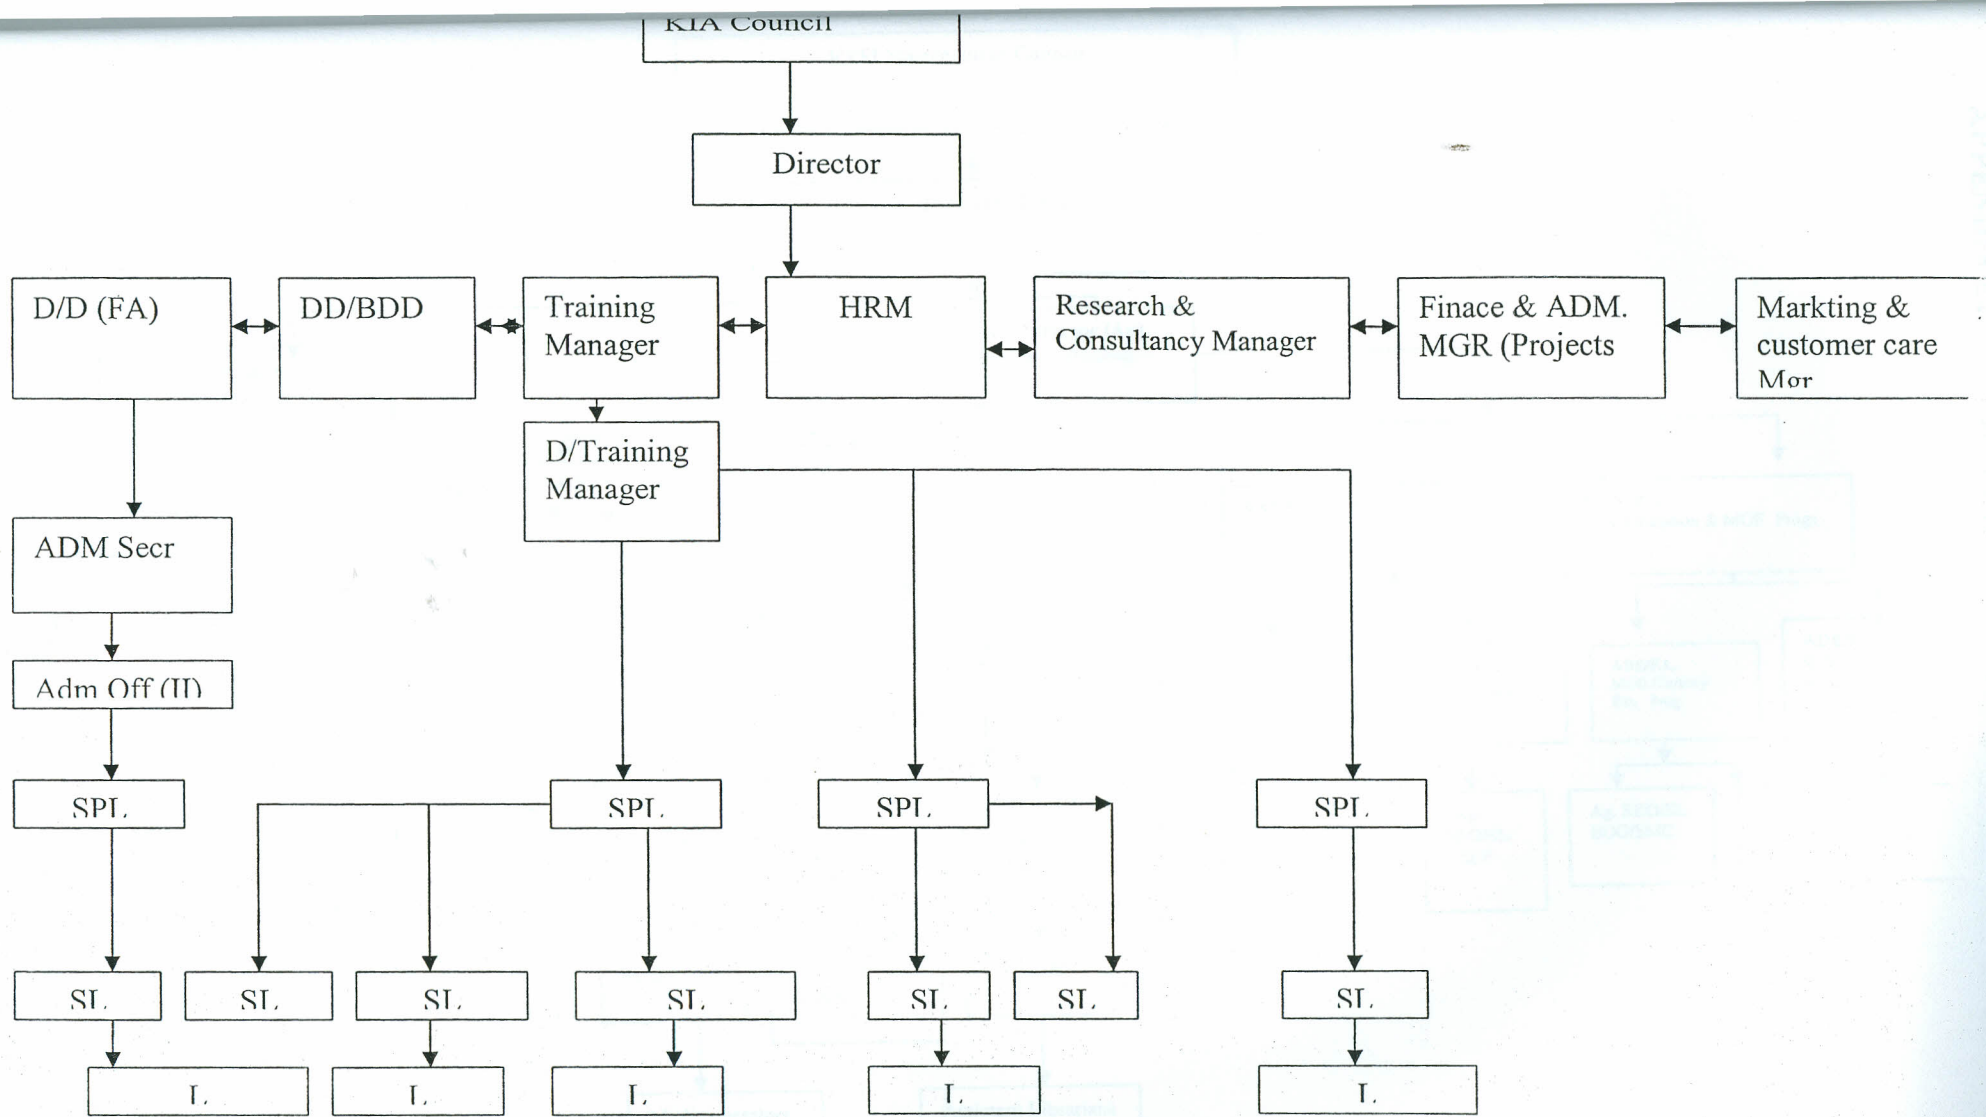 KIA Council
Director
D/D (FA)
DD/BDD
Training
Manager
HRM
Research &
Consultancy Manager
Finace & ADM.
MGR (Projects
Markting &
customer care
Mgr
D/Training
Manager
ADM Secr
Adm Off (II)
SPL
SPL
SPL
SPL
SL
SL
SL
SL
SL
SL
SL
L
L
L
L
L